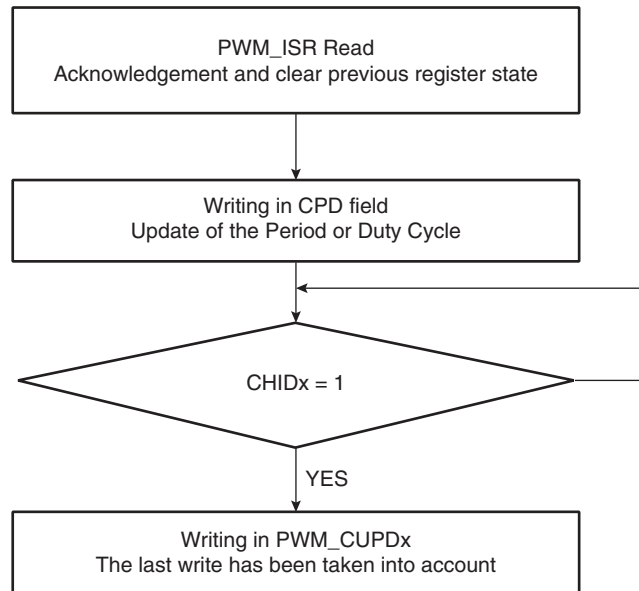 PWM_ISR Read
Acknowledgement and clear previous register state
Writing in CPD field
Update of the Period or Duty Cycle
CHIDx = 1
YES
Writing in PWM_CUPDx
The last write has been taken into account